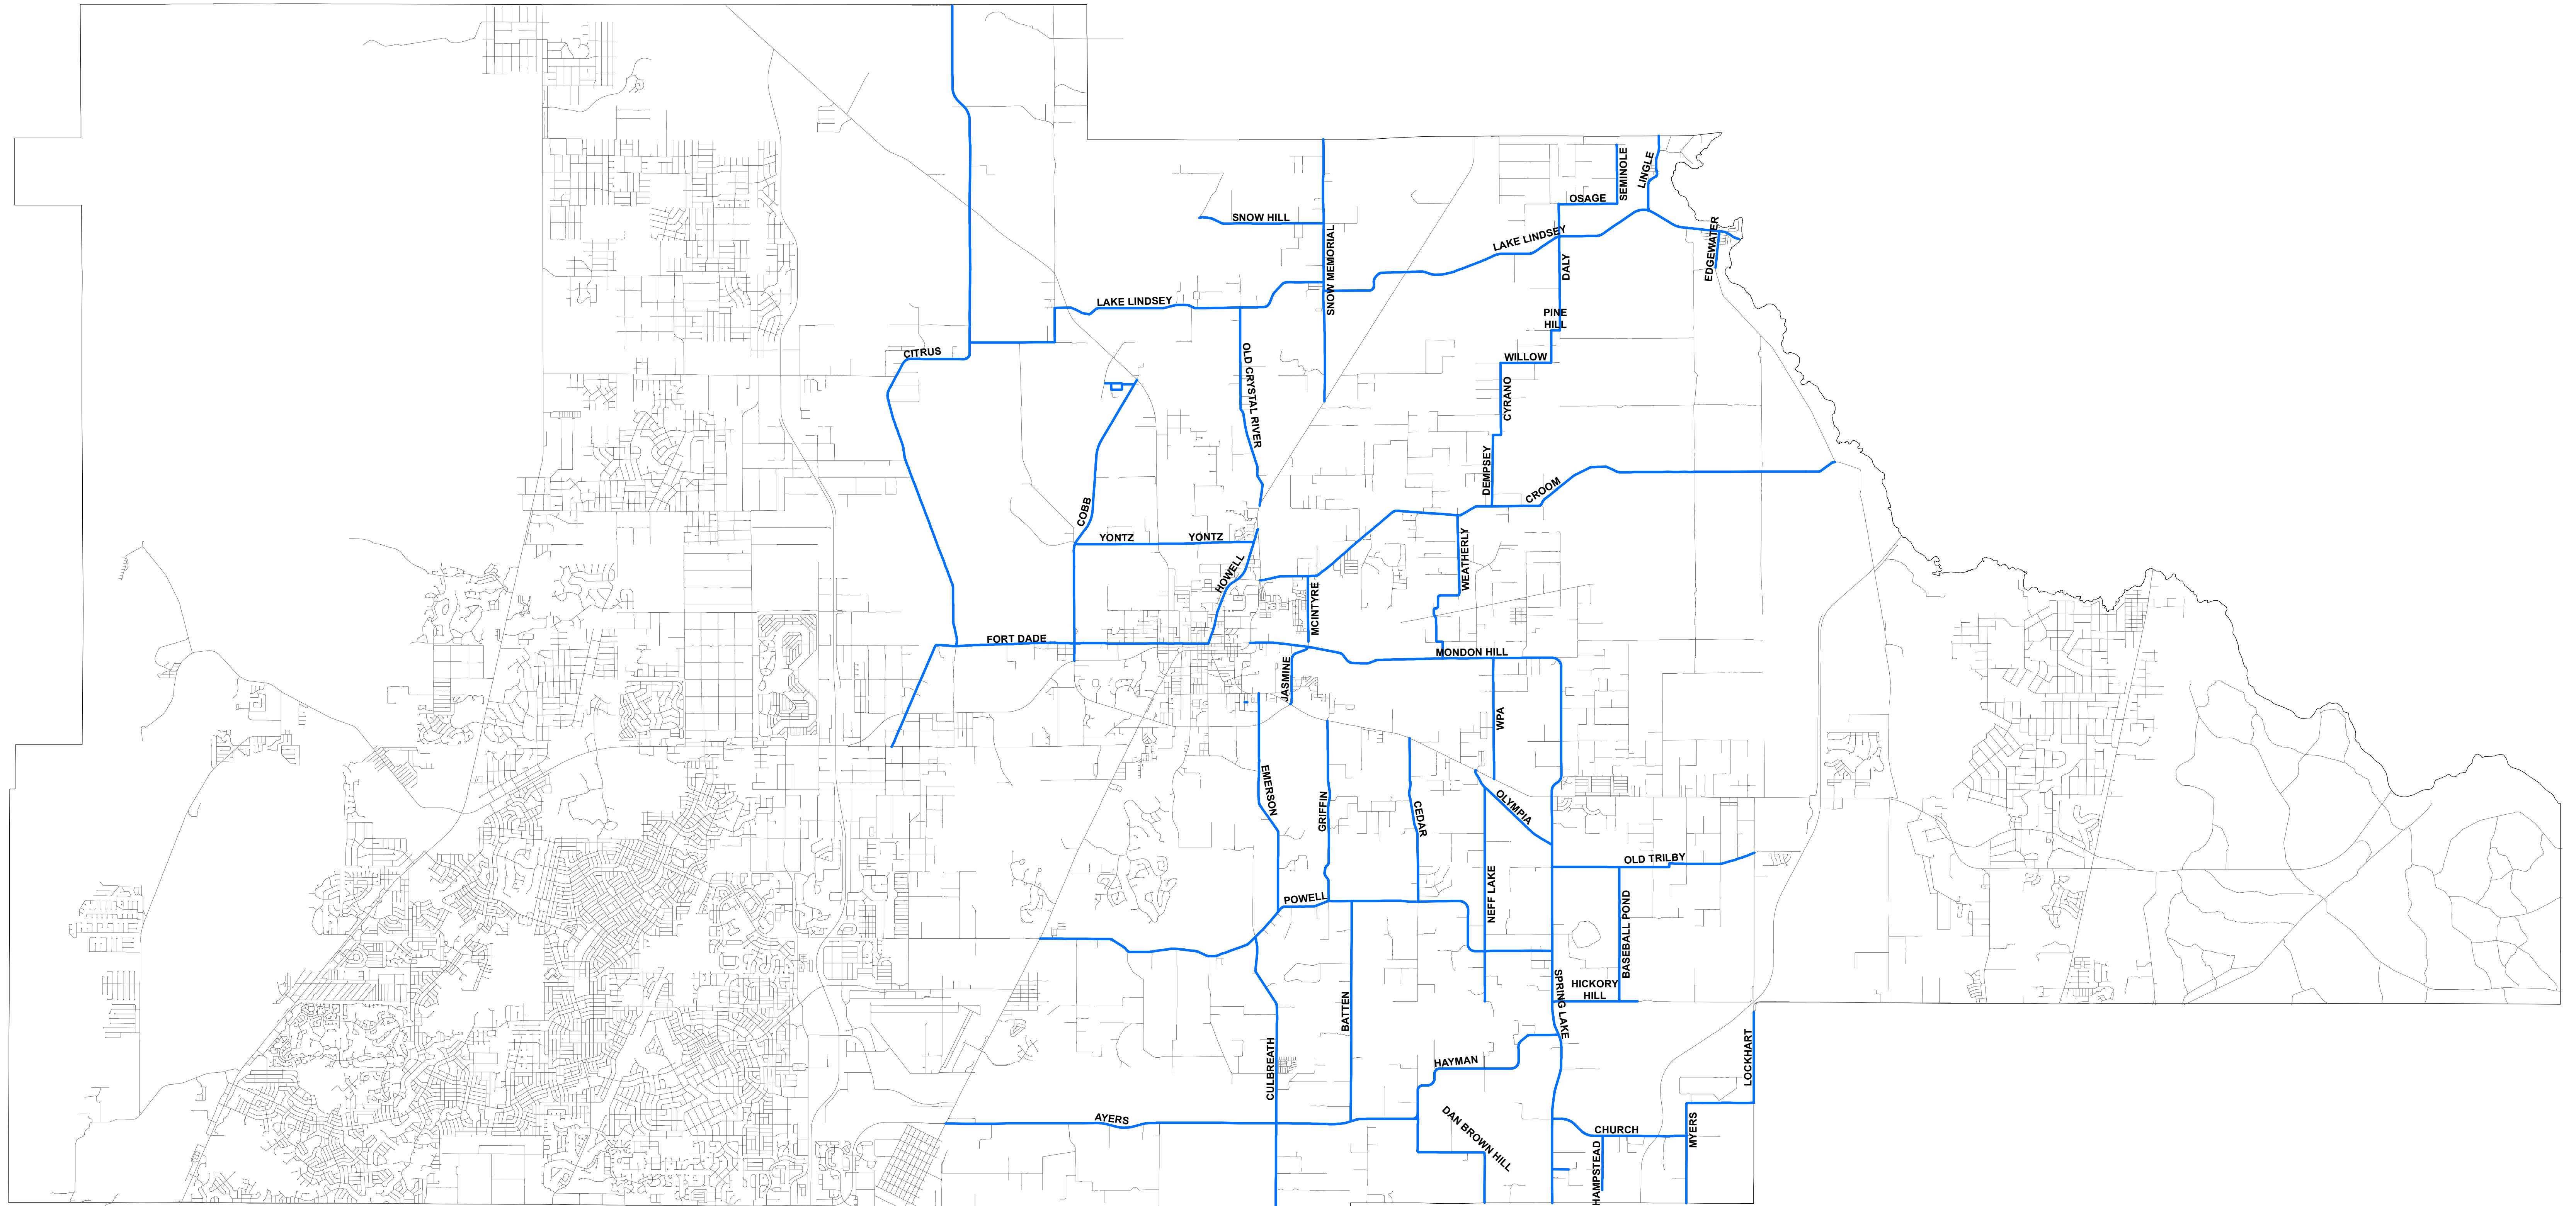 SEMINOLE
LINGLE
OSAGE
SNOW HILL
EDGEWATER
LAKE LINDSEY
SNOW MEMORIAL
DALY
LAKE LINDSEY
PINE
HILL
CITRUS
WILLOW
OLD CRYSTAL RIVER
CYRANO
DEMPSEY
CROOM
COBB
YONTZ
YONTZ
WEATHERLY
HOWELL
MCINTYRE
FORT DADE
MONDON HILL
JASMINE
WPA
EMERSON
GRIFFIN
CEDAR
OLYMPIA
OLD TRILBY
NEFF LAKE
POWELL
BASEBALL POND
HICKORY
HILL
SPRING LAKE
BATTEN
CULBREATH
HAYMAN
LOCKHART
AYERS
DAN BROWN HILL
CHURCH
MYERS
HAMPSTEAD